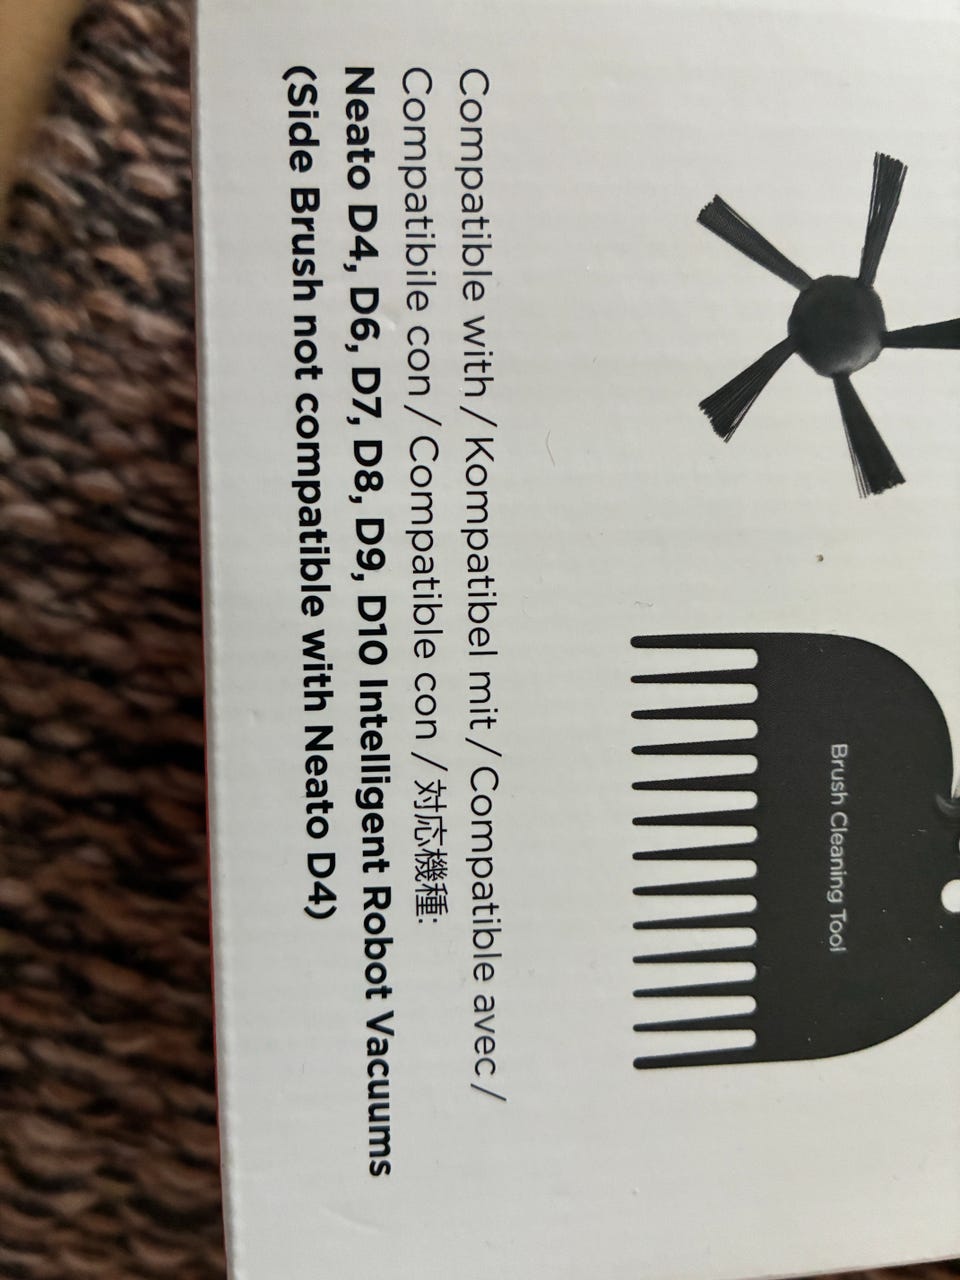 Brush Cleaning Tool
Compatible with / Kompatibel mit / Compatible avec /
Compatibile con / Compatible con / 対応機種:
Neato D4, D6, D7, D8, D9, D10 Intelligent Robot Vacuums
(Side Brush not compatible with Neato D4)